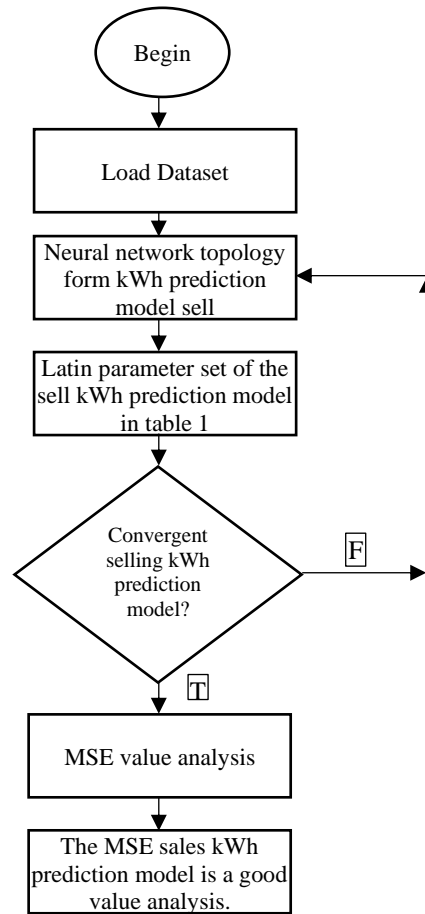 Begin
Load Dataset
Neural network topology
form kWh prediction
model sell
Latin parameter set of the
sell kWh prediction model
in table 1
Convergent
selling kWh
prediction
model?
F
T
MSE value analysis
The MSE sales kWh
prediction model is a good
value analysis.